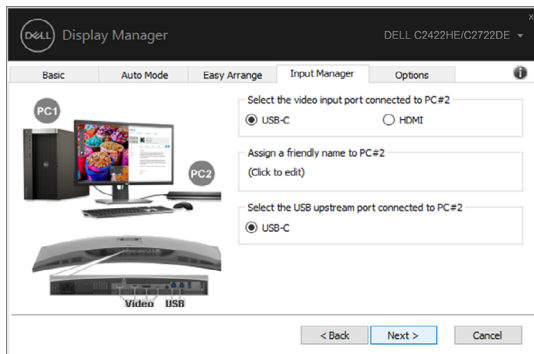 DELL Display Manager
DELL C2422HE/C2722DE
x
Basic Auto Mode Easy Arrange Input Manager Options
PC1
PC2
Video USB
Select the video input port connected to PC#2
USB-C HDMI
Assign a friendly name to PC#2
(Click to edit)
Select the USB upstream port connected to PC#2
USB-C
< Back Next > Cancel